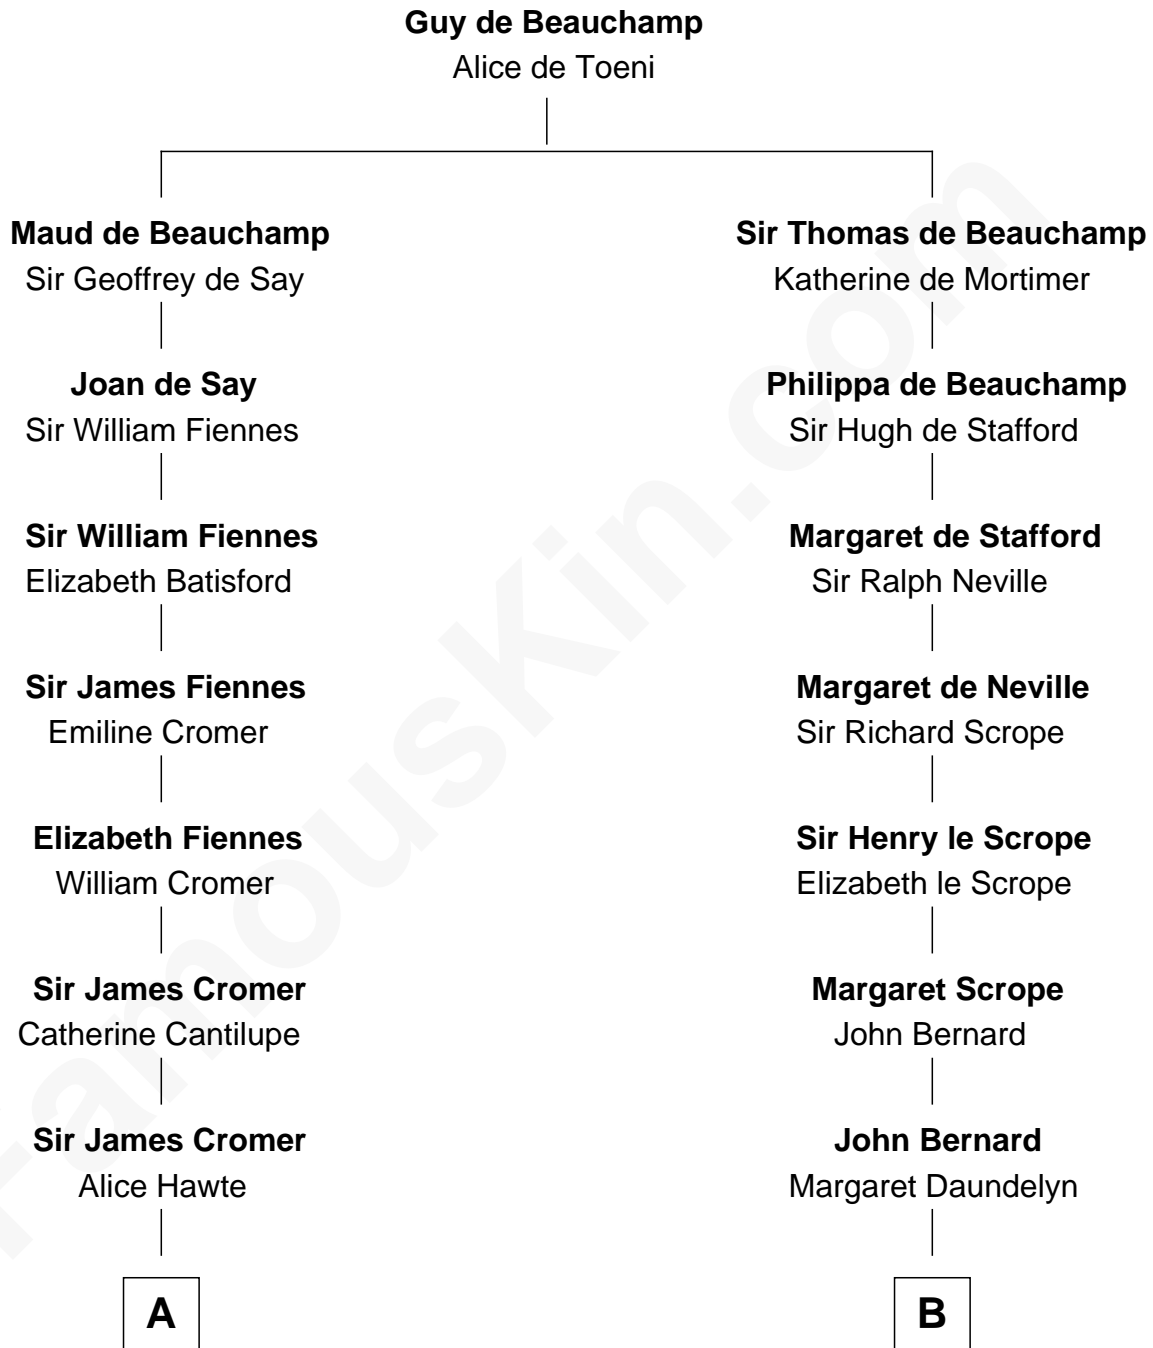 Guy de Beauchamp
Alice de Toeni
Maud de Beauchamp
Sir Geoffrey de Say
Joan de Say
Sir William Fiennes
Sir William Fiennes
Elizabeth Batisford
Sir James Fiennes
Emiline Cromer
Elizabeth Fiennes
William Cromer
Sir James Cromer
Catherine Cantilupe
Sir James Cromer
Alice Hawte
A
Sir Thomas de Beauchamp
Katherine de Mortimer
Philippa de Beauchamp
Sir Hugh de Stafford
Margaret de Stafford
Sir Ralph Neville
Margaret de Neville
Sir Richard Scrope
Sir Henry le Scrope
Elizabeth le Scrope
Margaret Scrope
John Bernard
John Bernard
Margaret Daundelyn
B
FamousKin.com